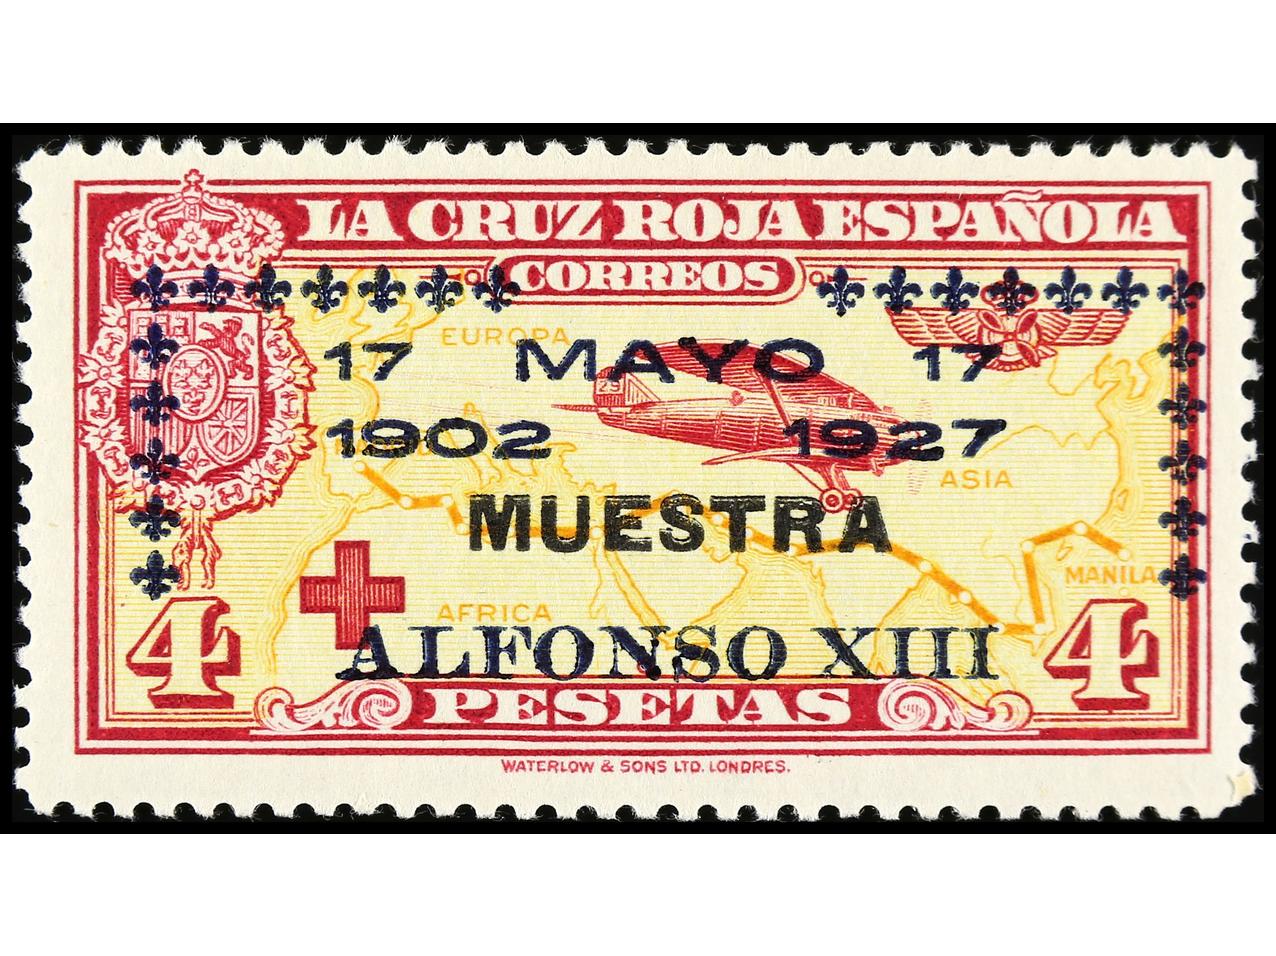 LA CRUZ ROJA ESPAÑOLA
CORREOS
EUROPA
17 MAYO 17
29
1902 1927
ASIA
MUESTRA
MANILA
AFRICA
4 4
ALFONSO XIII
PESETAS
WATERLOW & SONS LTD. LONDRES.